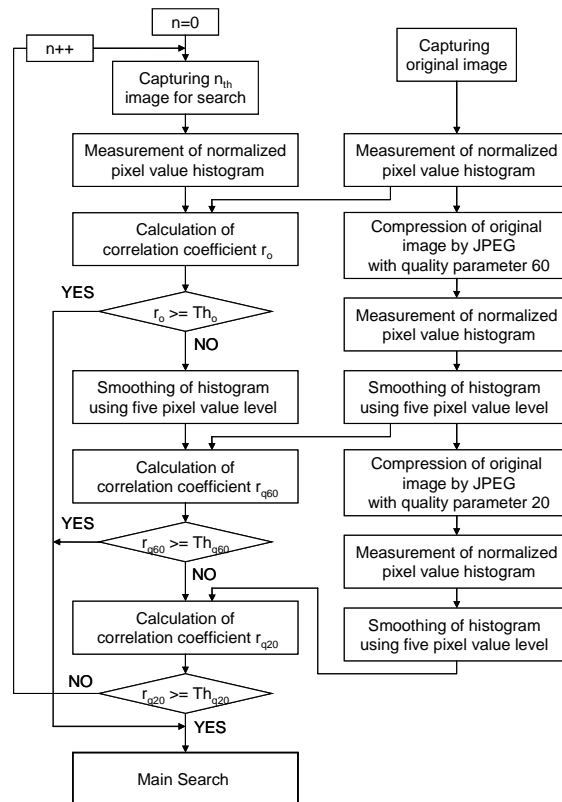 n=0
n++
Capturing nth
image for search
Measurement of normalized
pixel value histogram
Calculation of
correlation coefficient ro
YES
ro >= Tho
NO
Smoothing of histogram
using five pixel value level
Calculation of
correlation coefficient rq60
YES
rq60 >= Thq60
NO
Calculation of
correlation coefficient rq20
NO
rq20 >= Thq20
YES
Main Search
Capturing
original image
Measurement of normalized
pixel value histogram
Compression of original
image by JPEG
with quality parameter 60
Measurement of normalized
pixel value histogram
Smoothing of histogram
using five pixel value level
Compression of original
image by JPEG
with quality parameter 20
Measurement of normalized
pixel value histogram
Smoothing of histogram
using five pixel value level